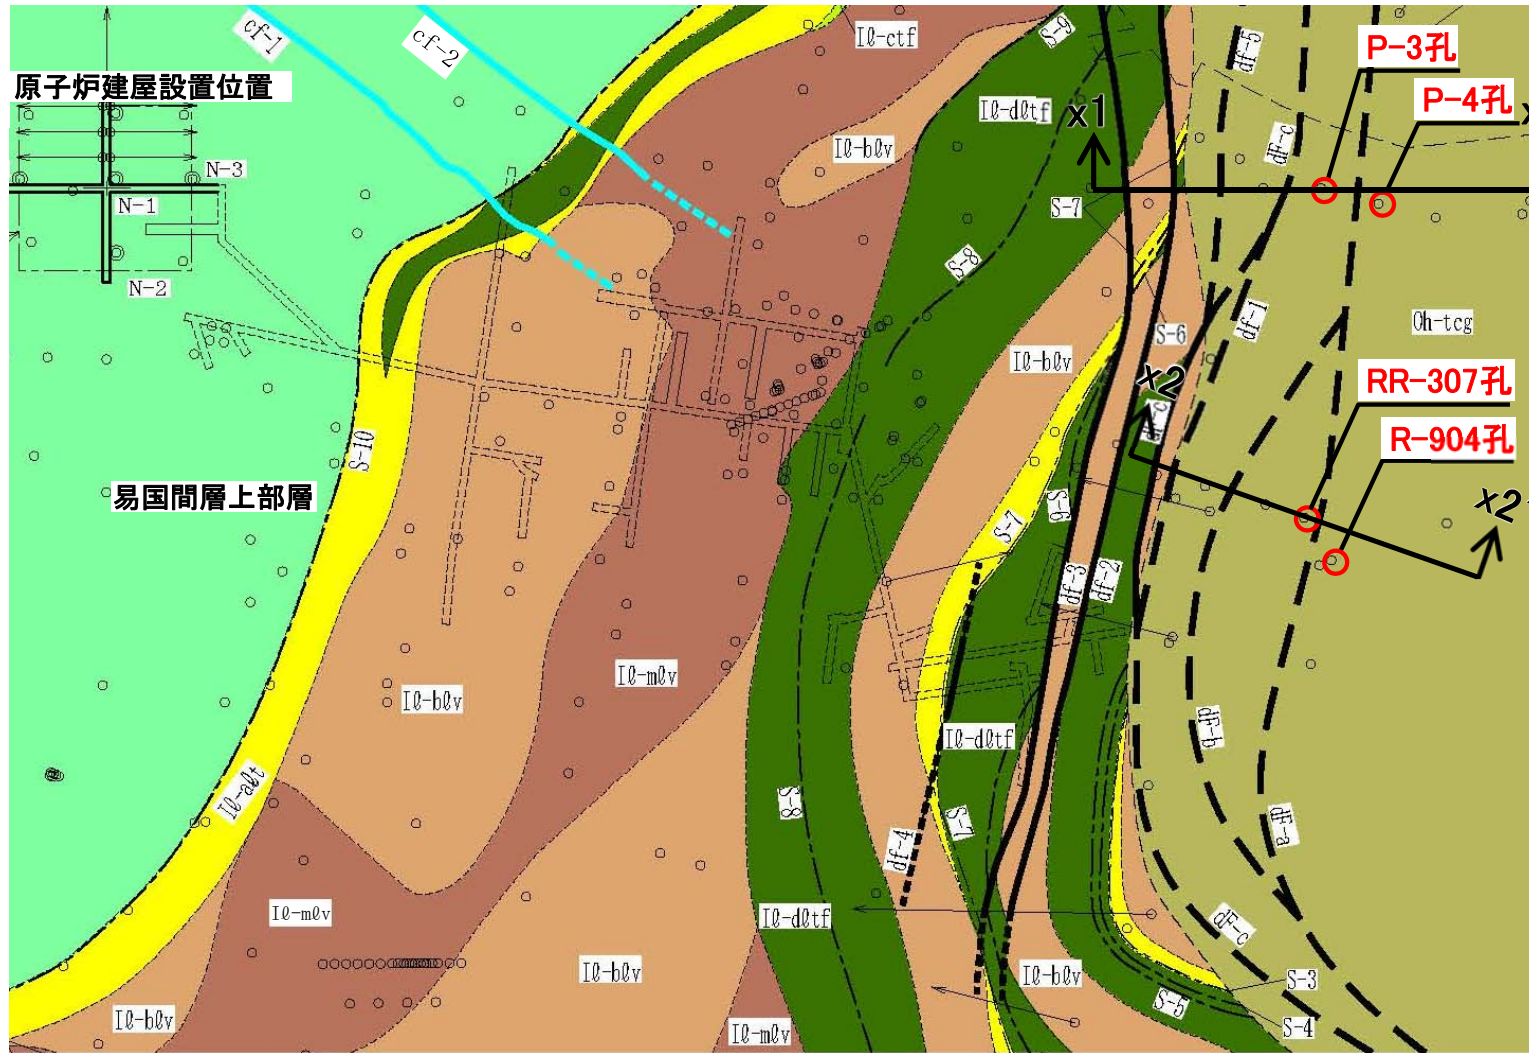 cf-1
cf-2
Iℓ-ctf
S-9
df-5
P-3孔
原子炉建屋設置位置
P-4孔
x1
Iℓ-dℓtf
x
Iℓ-bℓv
dF-c
N-3
N-1
S-7
S-8
N-2
df-1
Oh-tcg
S-6
Iℓ-bℓv
x2
RR-307孔
dF-c
R-904孔
S-10
易国間層上部層
S-6
S-7
x2
df-3
df-2
Iℓ-mℓv
Iℓ-bℓv
dF-b
Iℓ-dℓtf
Iℓ-aℓt
S-8
S-7
dF-a
df-4
Iℓ-mℓv
Iℓ-dℓtf
dF-c
Iℓ-bℓv
Iℓ-bℓv
S-3
S-5
Iℓ-bℓv
S-4
Iℓ-mℓv